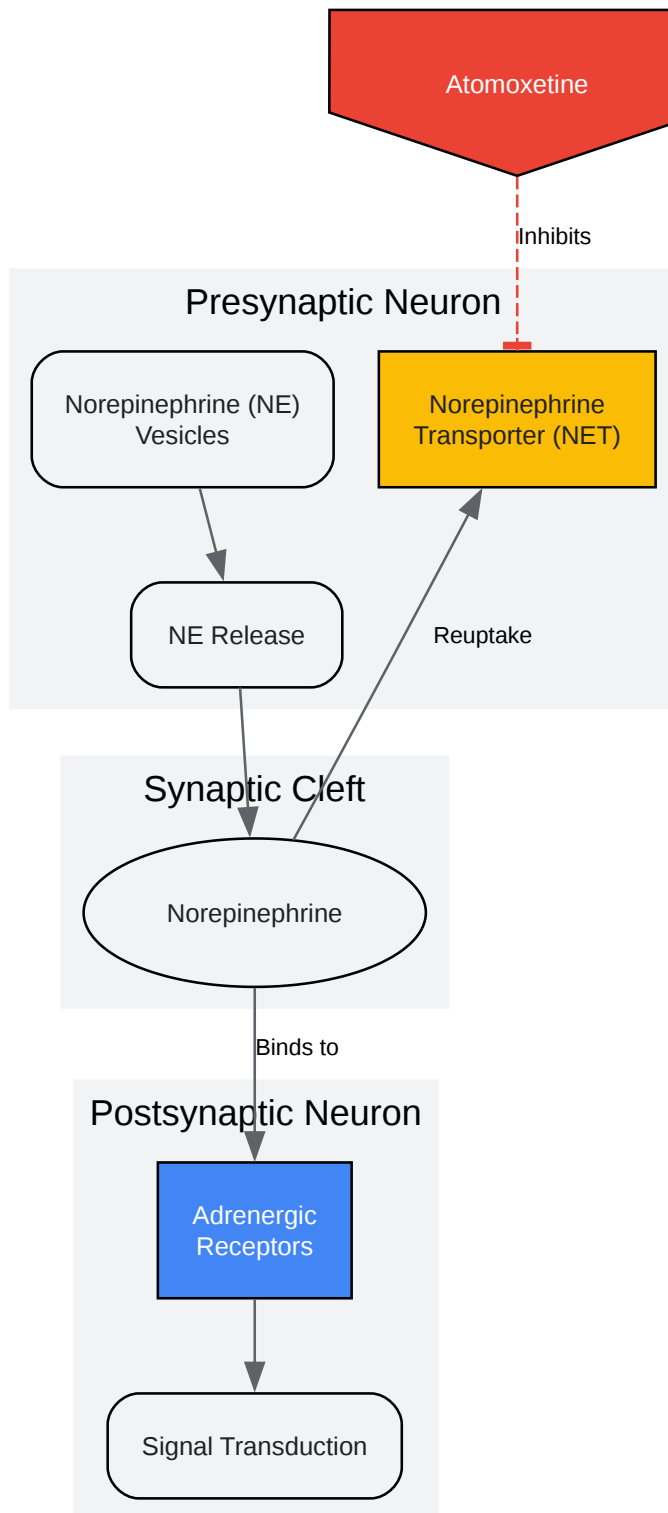 Atomoxetine
Inhibits
Presynaptic Neuron
Norepinephrine (NE)
Vesicles
Norepinephrine
Transporter (NET)
NE Release
Reuptake
Synaptic Cleft
Norepinephrine
Binds to
Postsynaptic Neuron
Adrenergic
Receptors
Signal Transduction